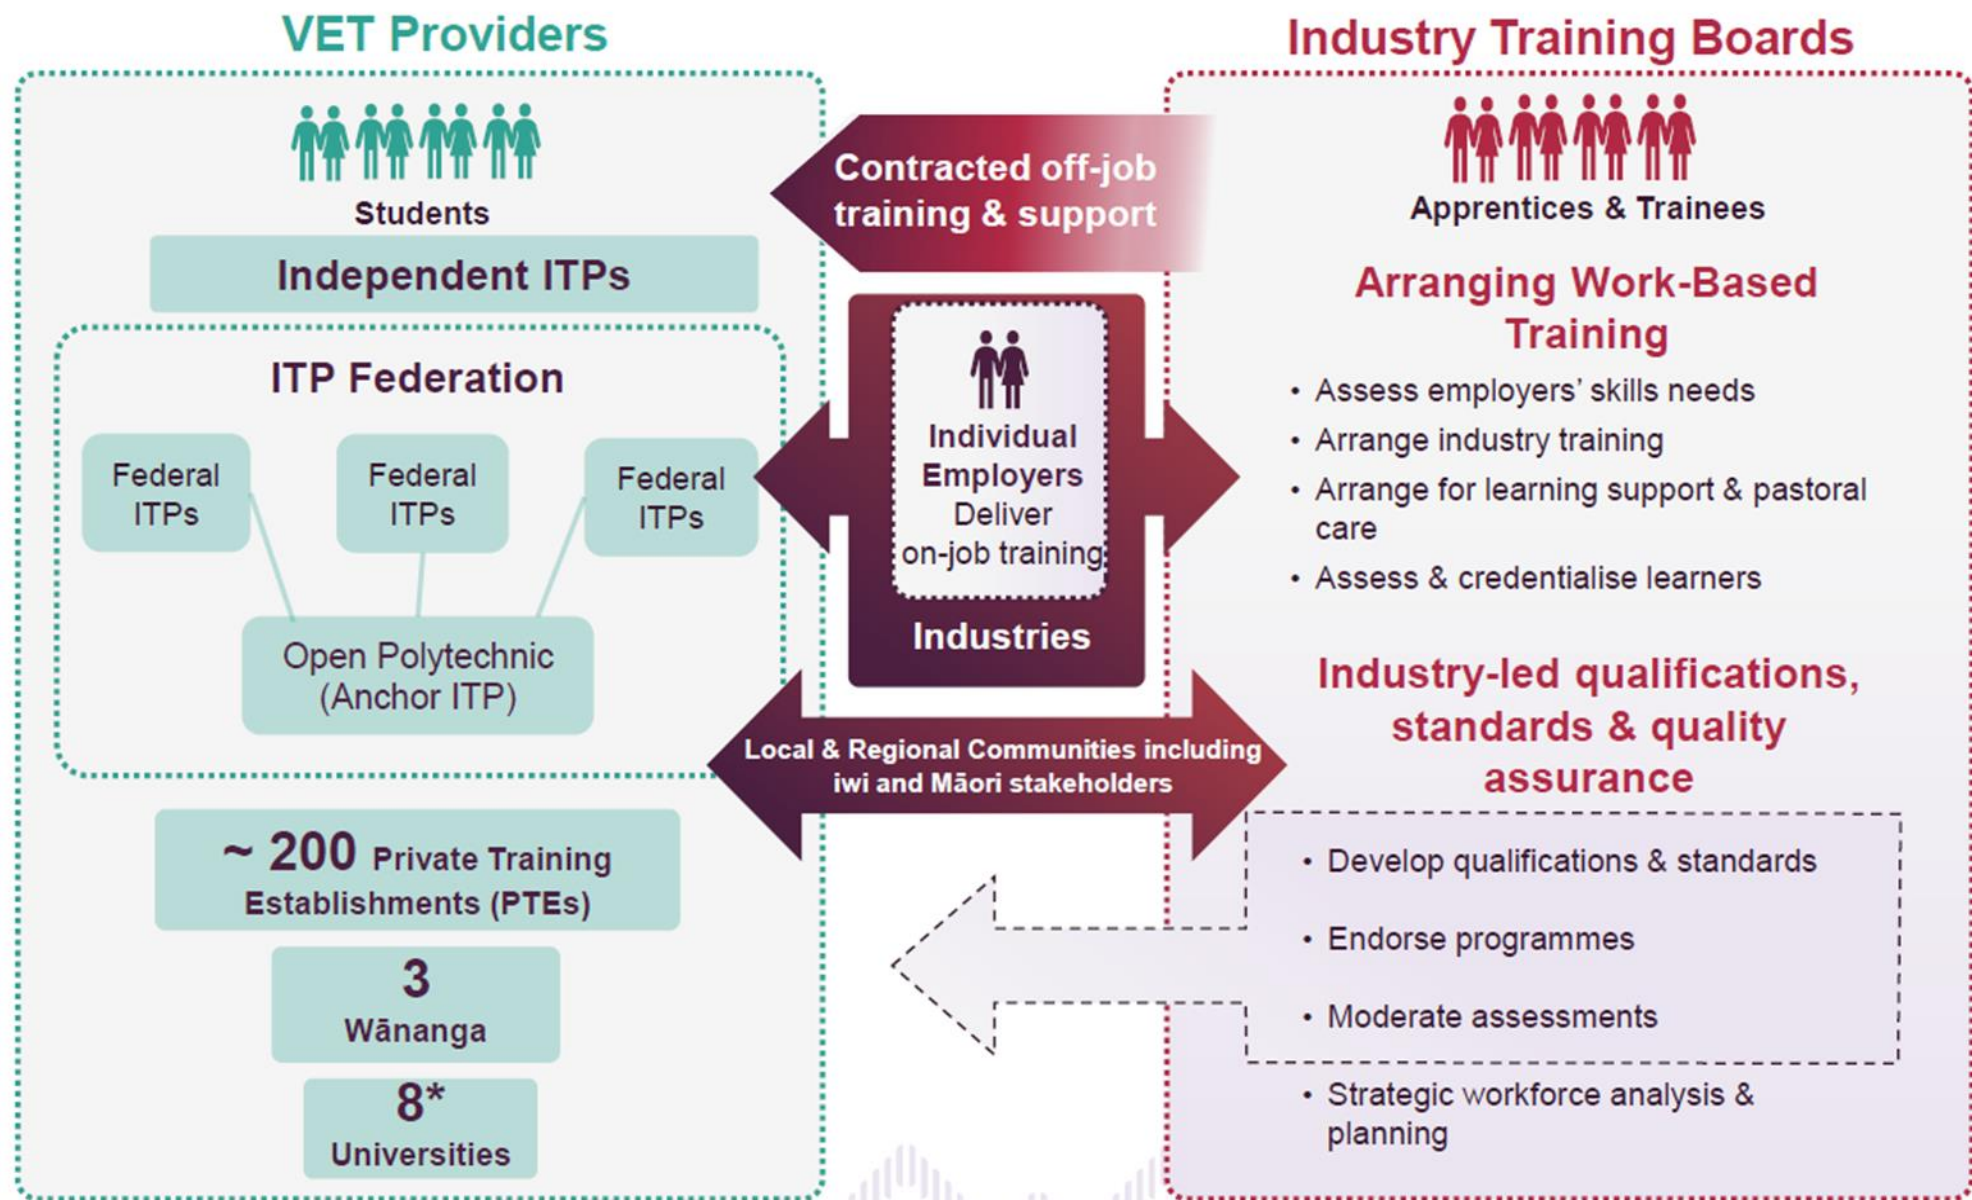 VET Providers
Students
Independent ITPs
ITP Federation
Federal
ITPs
Federal
ITPs
Federal
ITPs
Open Polytechnic
(Anchor ITP)
~ 200 Private Training
Establishments (PTEs)
3
Wānanga
8*
Universities
Contracted off-job
training & support
Individual
Employers
Deliver
on-job training
Industries
Local & Regional Communities including
iwi and Māori stakeholders
Industry Training Boards
Apprentices & Trainees
Arranging Work-Based
Training
• Assess employers’ skills needs
• Arrange industry training
• Arrange for learning support & pastoral
care
• Assess & credentialise learners
Industry-led qualifications,
standards & quality
assurance
• Develop qualifications & standards
• Endorse programmes
• Moderate assessments
• Strategic workforce analysis &
planning